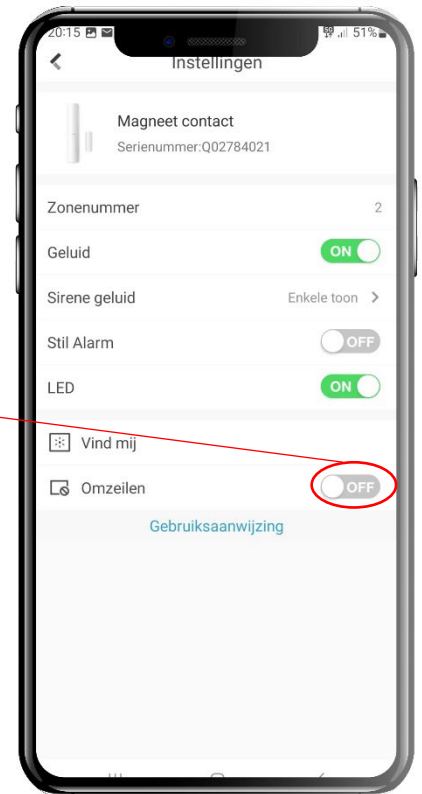 20:15 51%
Instellingen
Magneet contact
Serienummer:Q02784021
Zonenummer 2
Geluid ON
Sirene geluid Enkele toon
Stil Alarm OFF
LED ON
Vind mij
Omzeilen OFF
Gebruiksaanwijzing